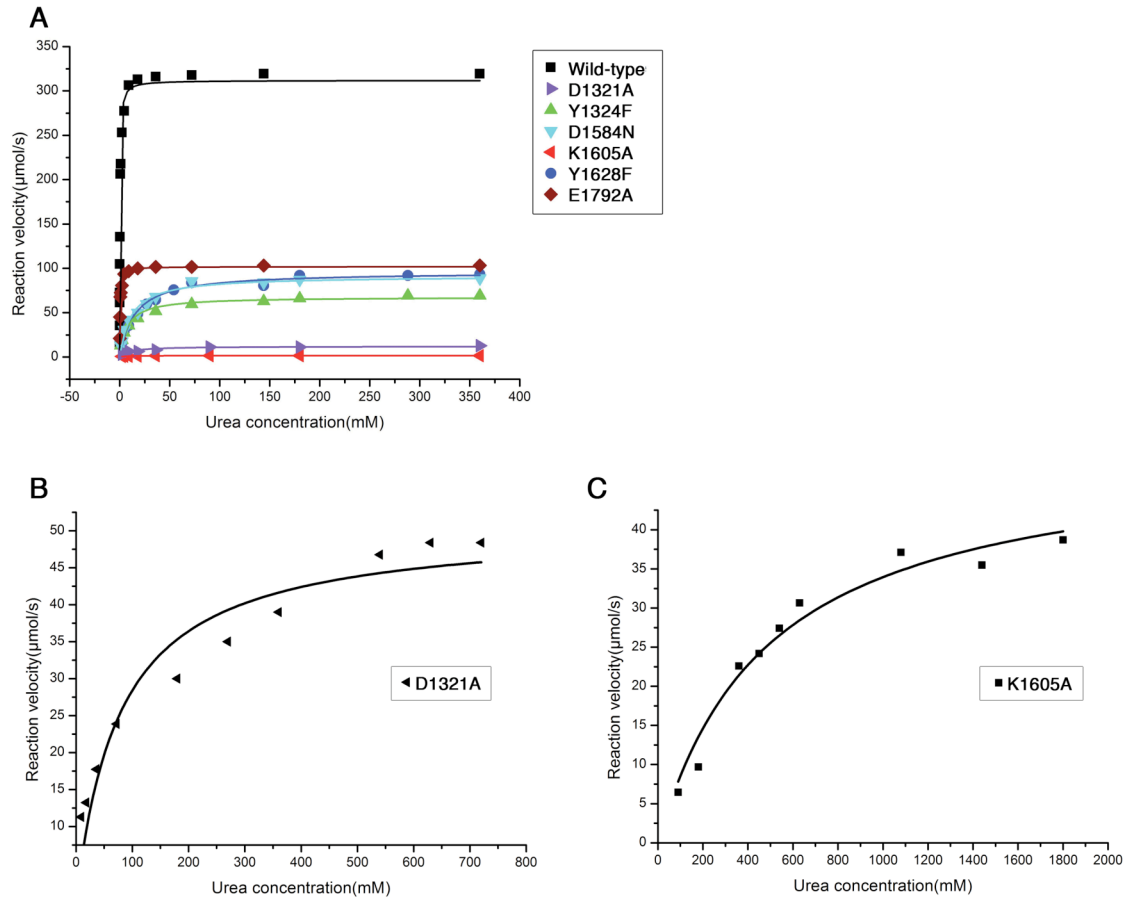 A
Reaction velocity(μmol/s)
350
300
250
200
150
100
50
0
-50 0 50 100 150 200 250 300 350 400
Urea concentration(mM)
Wild-type
D1321A
Y1324F
D1584N
K1605A
Y1628F
E1792A
B
Reaction velocity(μmol/s)
50
45
40
35
30
25
20
15
10
0 100 200 300 400 500 600 700 800
Urea concentration(mM)
D1321A
C
Reaction velocity(μmol/s)
40
35
30
25
20
15
10
5
0
0 200 400 600 800 1000 1200 1400 1600 1800 2000
Urea concentration(mM)
K1605A